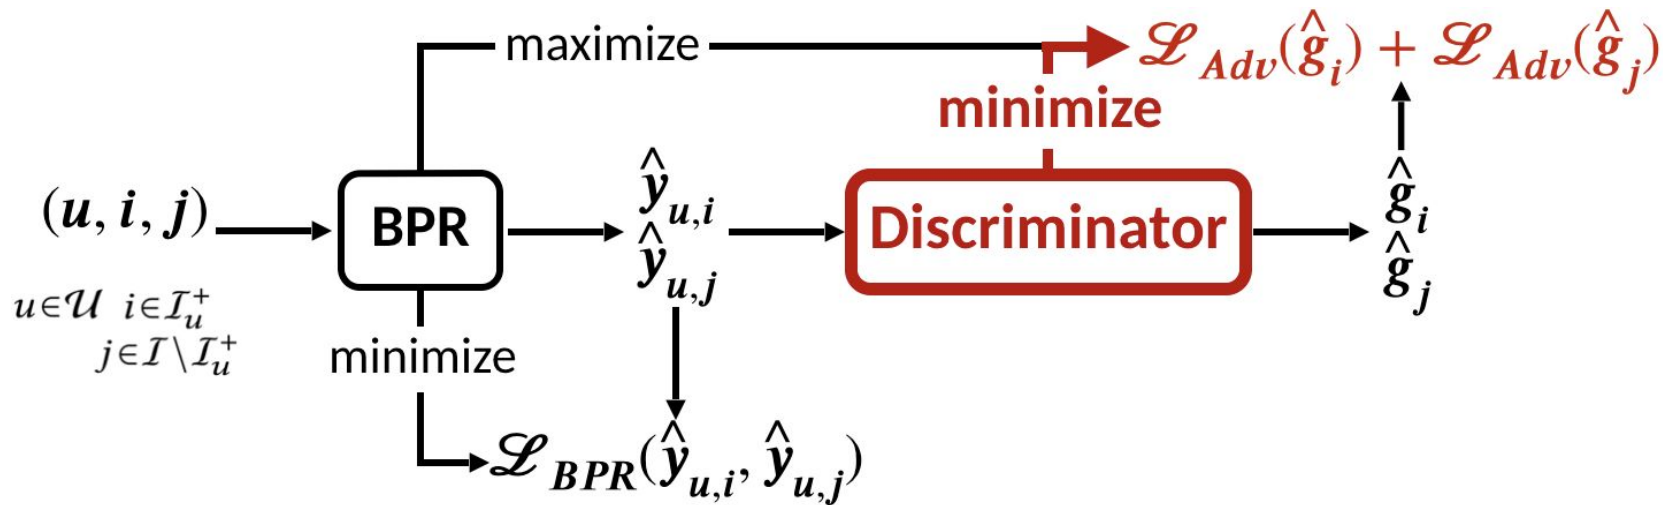 maximize
ℒ_Adv(ĝ_i) + ℒ_Adv(ĝ_j)
minimize
(u, i, j)
BPR
ŷ_u,i
ŷ_u,j
Discriminator
ĝ_i
ĝ_j
u∈𝒰 i∈ℐ_u^+
j∈ℐ\ℐ_u^+
minimize
ℒ_BPR(ŷ_u,i, ŷ_u,j)